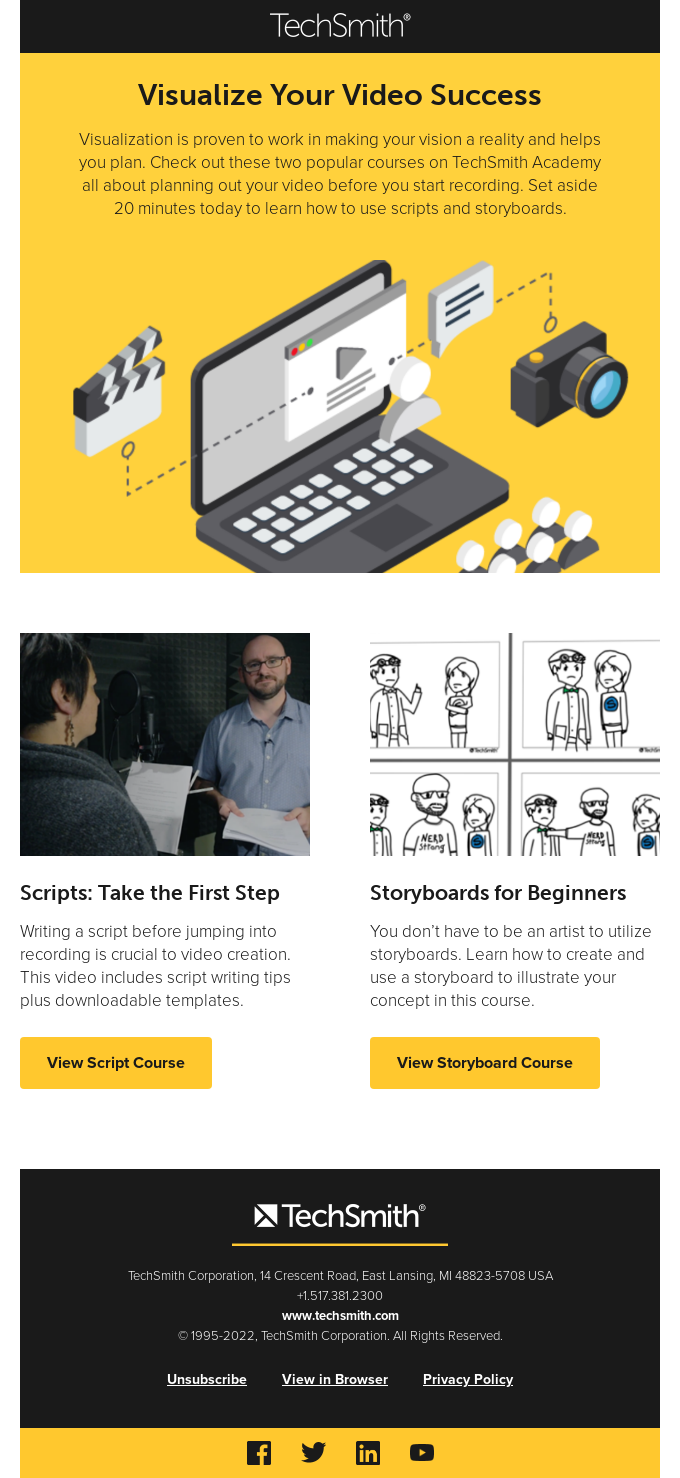 TechSmith®
Visualize Your Video Success
Visualization is proven to work in making your vision a reality and helps
you plan. Check out these two popular courses on TechSmith Academy
all about planning out your video before you start recording. Set aside
20 minutes today to learn how to use scripts and storyboards.
TechSmith
TechSmith
NERD
Strong
NERD
Strong
Scripts: Take the First Step
Writing a script before jumping into
recording is crucial to video creation.
This video includes script writing tips
plus downloadable templates.
View Script Course
Storyboards for Beginners
You don’t have to be an artist to utilize
storyboards. Learn how to create and
use a storyboard to illustrate your
concept in this course.
View Storyboard Course
TechSmith®
TechSmith Corporation, 14 Crescent Road, East Lansing, MI 48823-5708 USA
+1.517.381.2300
www.techsmith.com
© 1995-2022, TechSmith Corporation. All Rights Reserved.
Unsubscribe View in Browser Privacy Policy